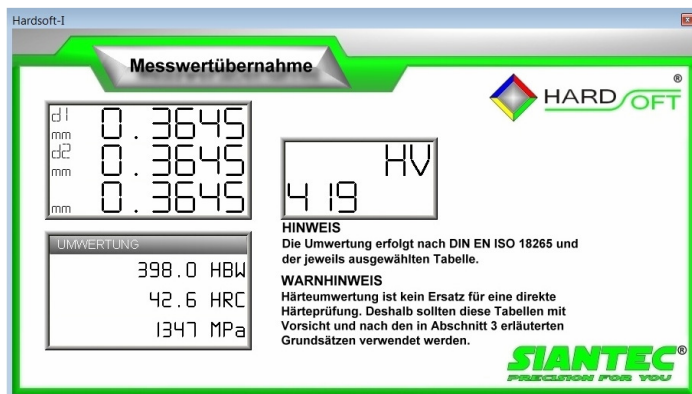 Hardsoft-I
Messwertübernahme
HARDSOFT®
d1
mm 0.3645
d2
mm 0.3645
mm 0.3645
HV
419
UMWERTUNG
398.0 HBW
42.6 HRC
1347 MPa
HINWEIS
Die Umwertung erfolgt nach DIN EN ISO 18265 und
der jeweils ausgewählten Tabelle.
WARNHINWEIS
Härteumwertung ist kein Ersatz für eine direkte
Härteprüfung. Deshalb sollten diese Tabellen mit
Vorsicht und nach den in Abschnitt 3 erläuterten
Grundsätzen verwendet werden.
SIANTEC®
PRECISION FOR YOU